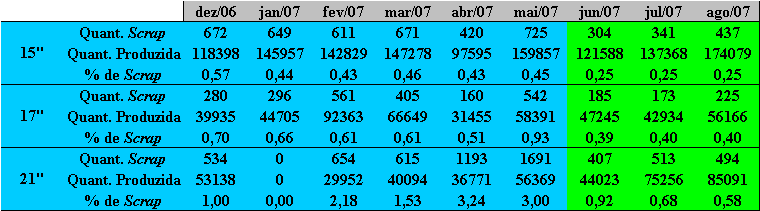 dez/06 jan/07 fev/07 mar/07 abr/07 mai/07 jun/07 jul/07 ago/07
Quant. Scrap 672 649 611 671 420 725 304 341 437
15" Quant. Produzida 118398 145957 142829 147278 97595 159857 121588 137368 174079
% de Scrap 0,57 0,44 0,43 0,46 0,43 0,45 0,25 0,25 0,25
Quant. Scrap 280 296 561 405 160 542 185 173 225
17" Quant. Produzida 39935 44705 92363 66649 31455 58391 47245 42934 56166
% de Scrap 0,70 0,66 0,61 0,61 0,51 0,93 0,39 0,40 0,40
Quant. Scrap 534 0 654 615 1193 1691 407 513 494
21" Quant. Produzida 53138 0 29952 40094 36771 56369 44023 75256 85091
% de Scrap 1,00 0,00 2,18 1,53 3,24 3,00 0,92 0,68 0,58